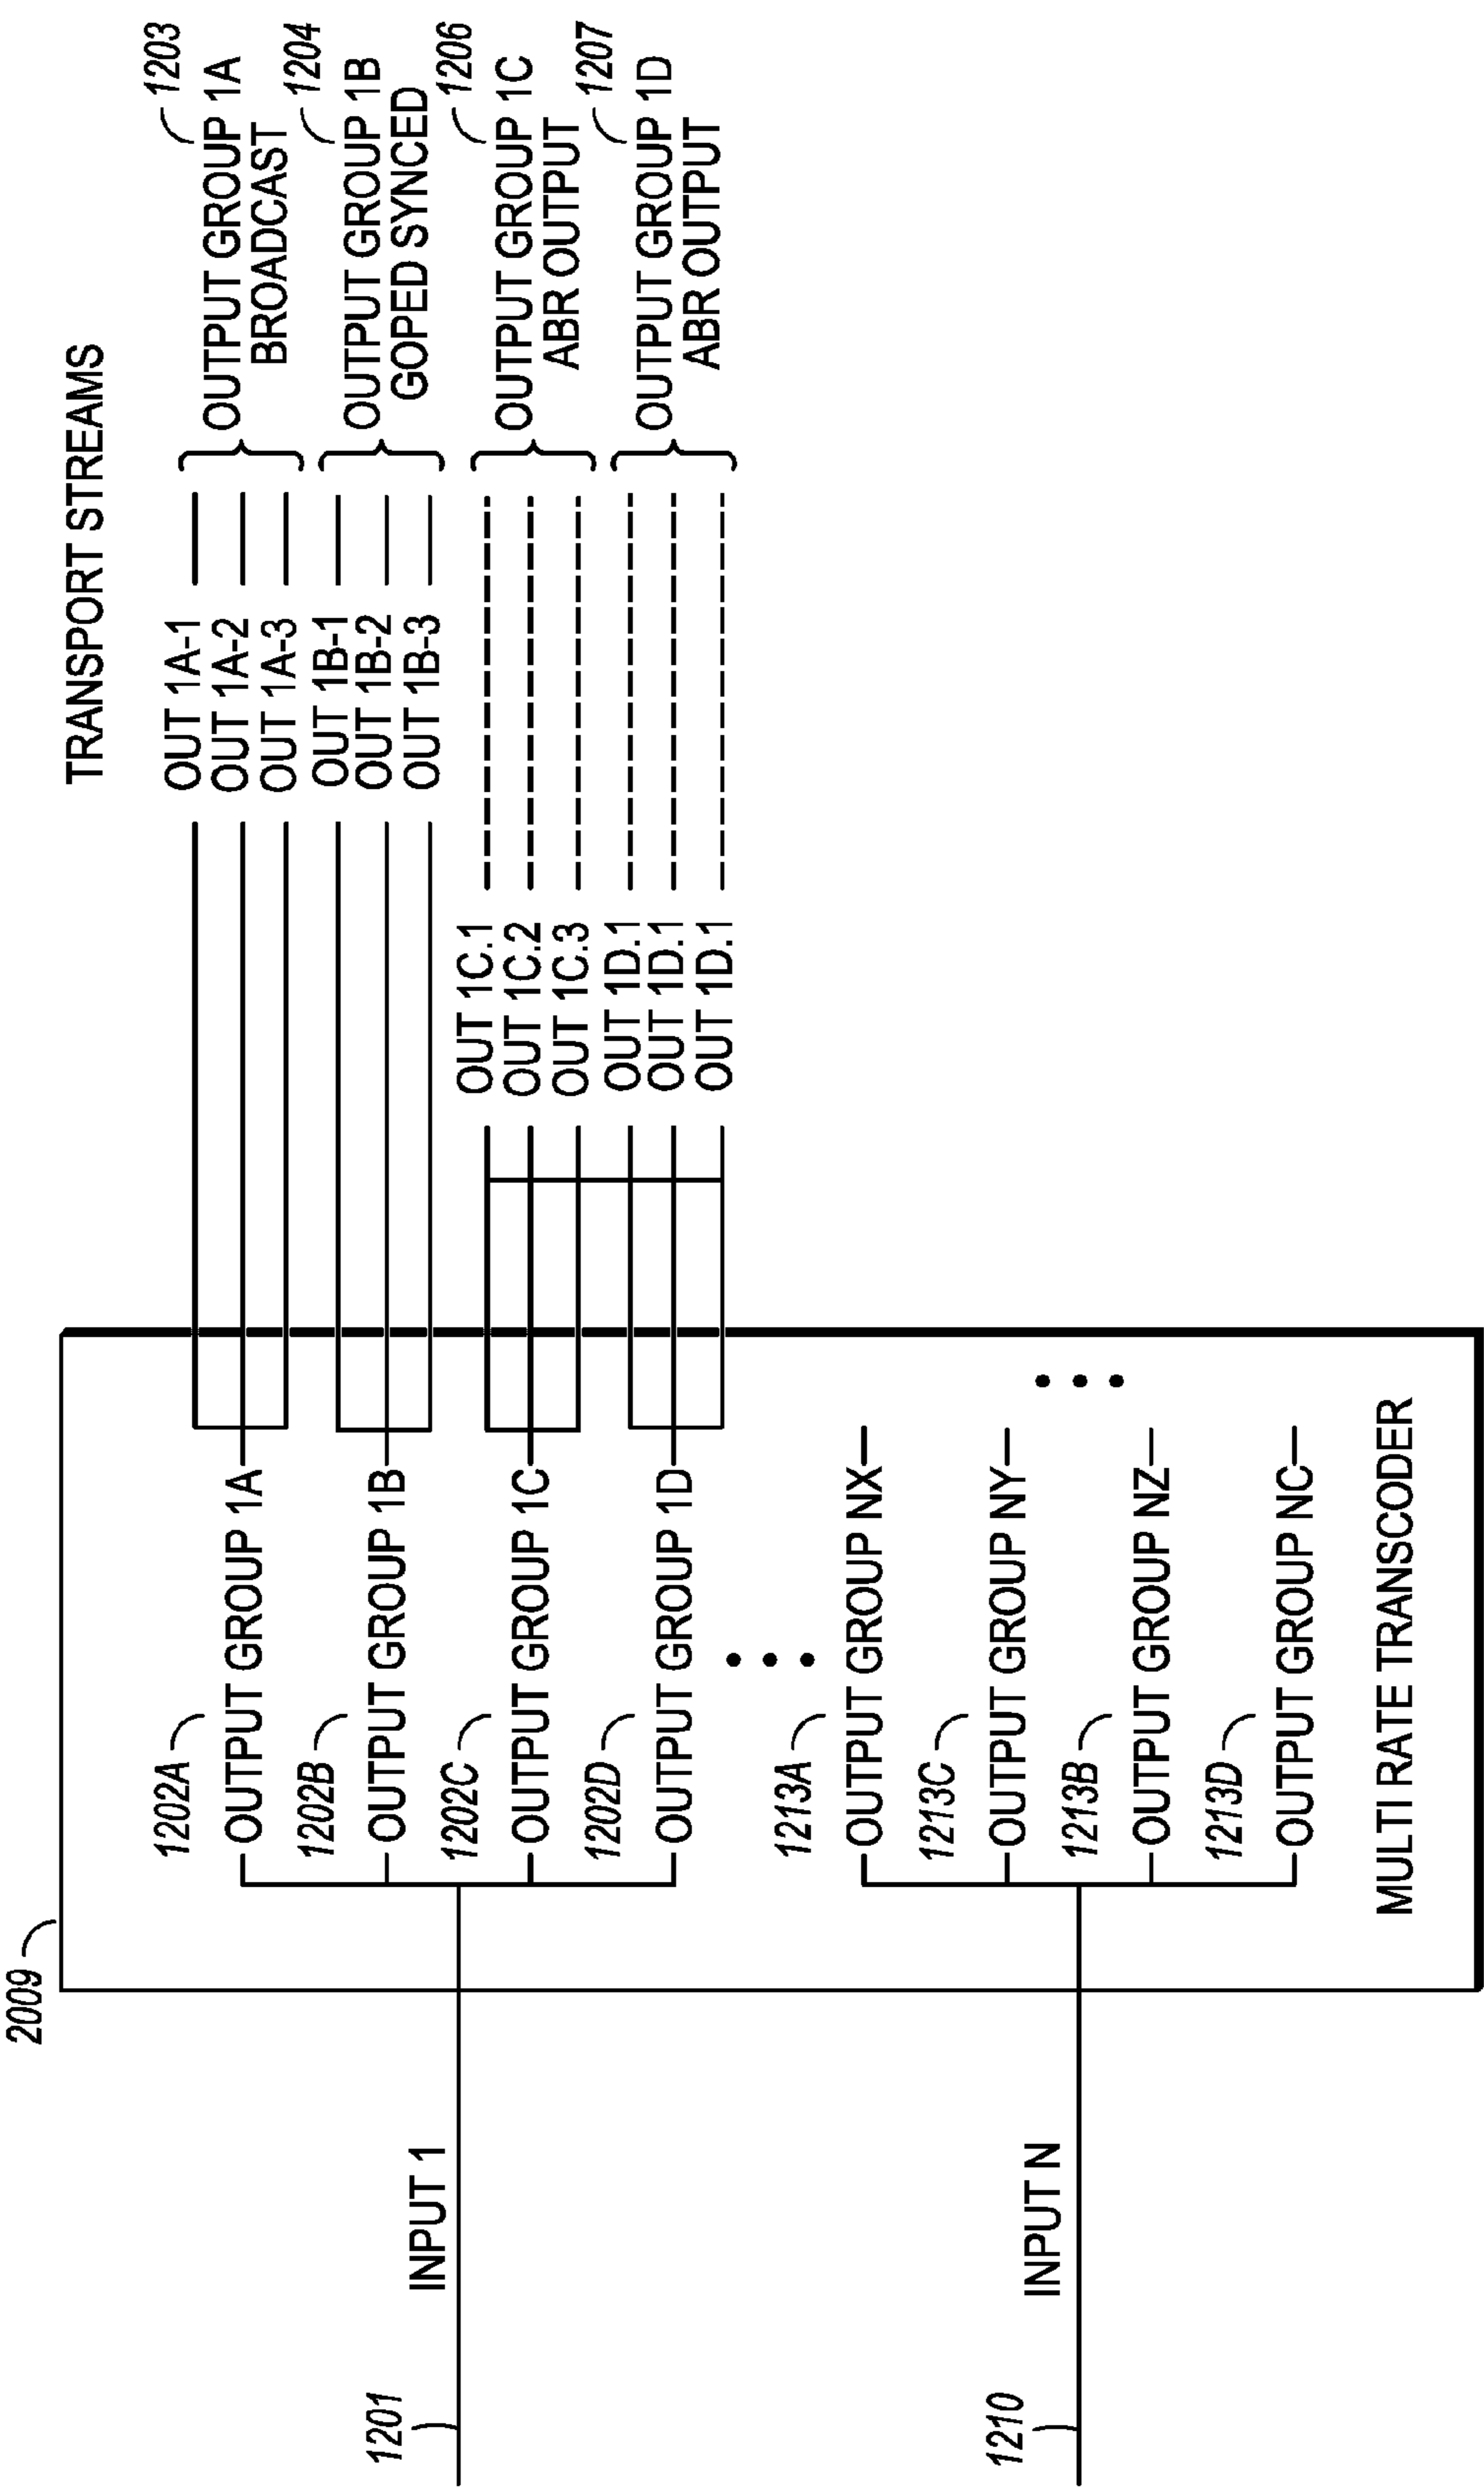 2009
1201
INPUT 1
1210
INPUT N
1202A
OUTPUT GROUP 1A
1202B
OUTPUT GROUP 1B
1202C
OUTPUT GROUP 1C
1202D
OUTPUT GROUP 1D
1213A
OUTPUT GROUP NX
1213C
OUTPUT GROUP NY
1213B
OUTPUT GROUP NZ
1213D
OUTPUT GROUP NC
MULTI RATE TRANSCODER
TRANSPORT STREAMS
OUT 1A-1
OUT 1A-2
OUT 1A-3
OUT 1B-1
OUT 1B-2
OUT 1B-3
OUT 1C.1
OUT 1C.2
OUT 1C.3
OUT 1D.1
OUT 1D.1
OUT 1D.1
1203
OUTPUT GROUP 1A
BROADCAST
1204
OUTPUT GROUP 1B
GOPED SYNCED
1206
OUTPUT GROUP 1C
ABR OUTPUT
1207
OUTPUT GROUP 1D
ABR OUTPUT